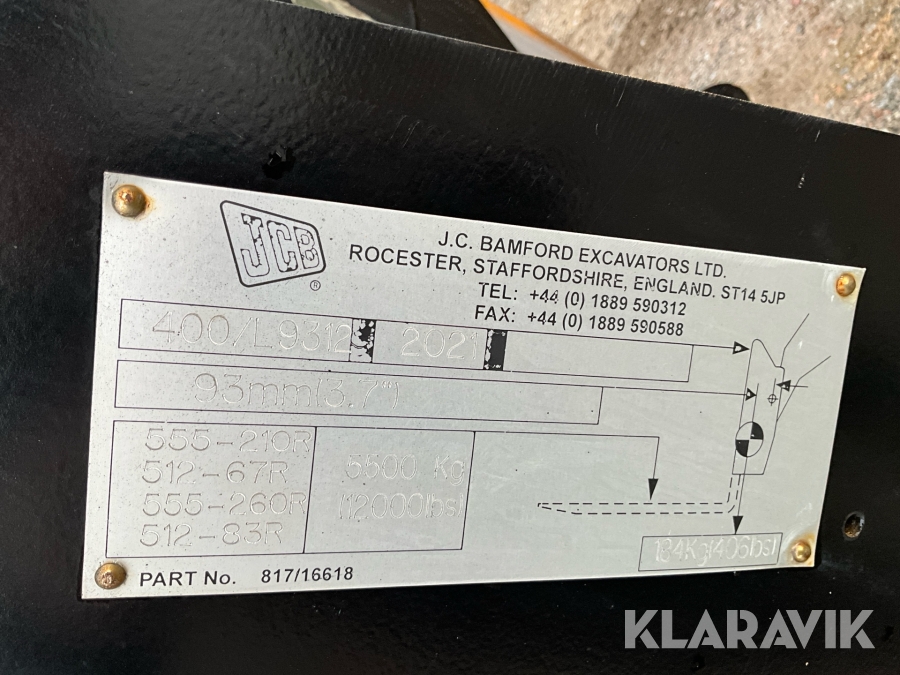 JCB
®
J.C. BAMFORD EXCAVATORS LTD.
ROCESTER, STAFFORDSHIRE, ENGLAND. ST14 5JP
TEL: +44 (0) 1889 590312
FAX: +44 (0) 1889 590588
400/L9312 2021
93mm(3.7")
555-210R
512-67R
555-260R
512-83R
5500 Kg
(12000lbs)
184Kg(406lbs)
PART No. 817/16618
KLARAVIK